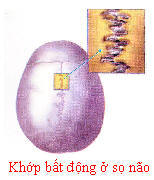 Khớp bất động ở sọ não